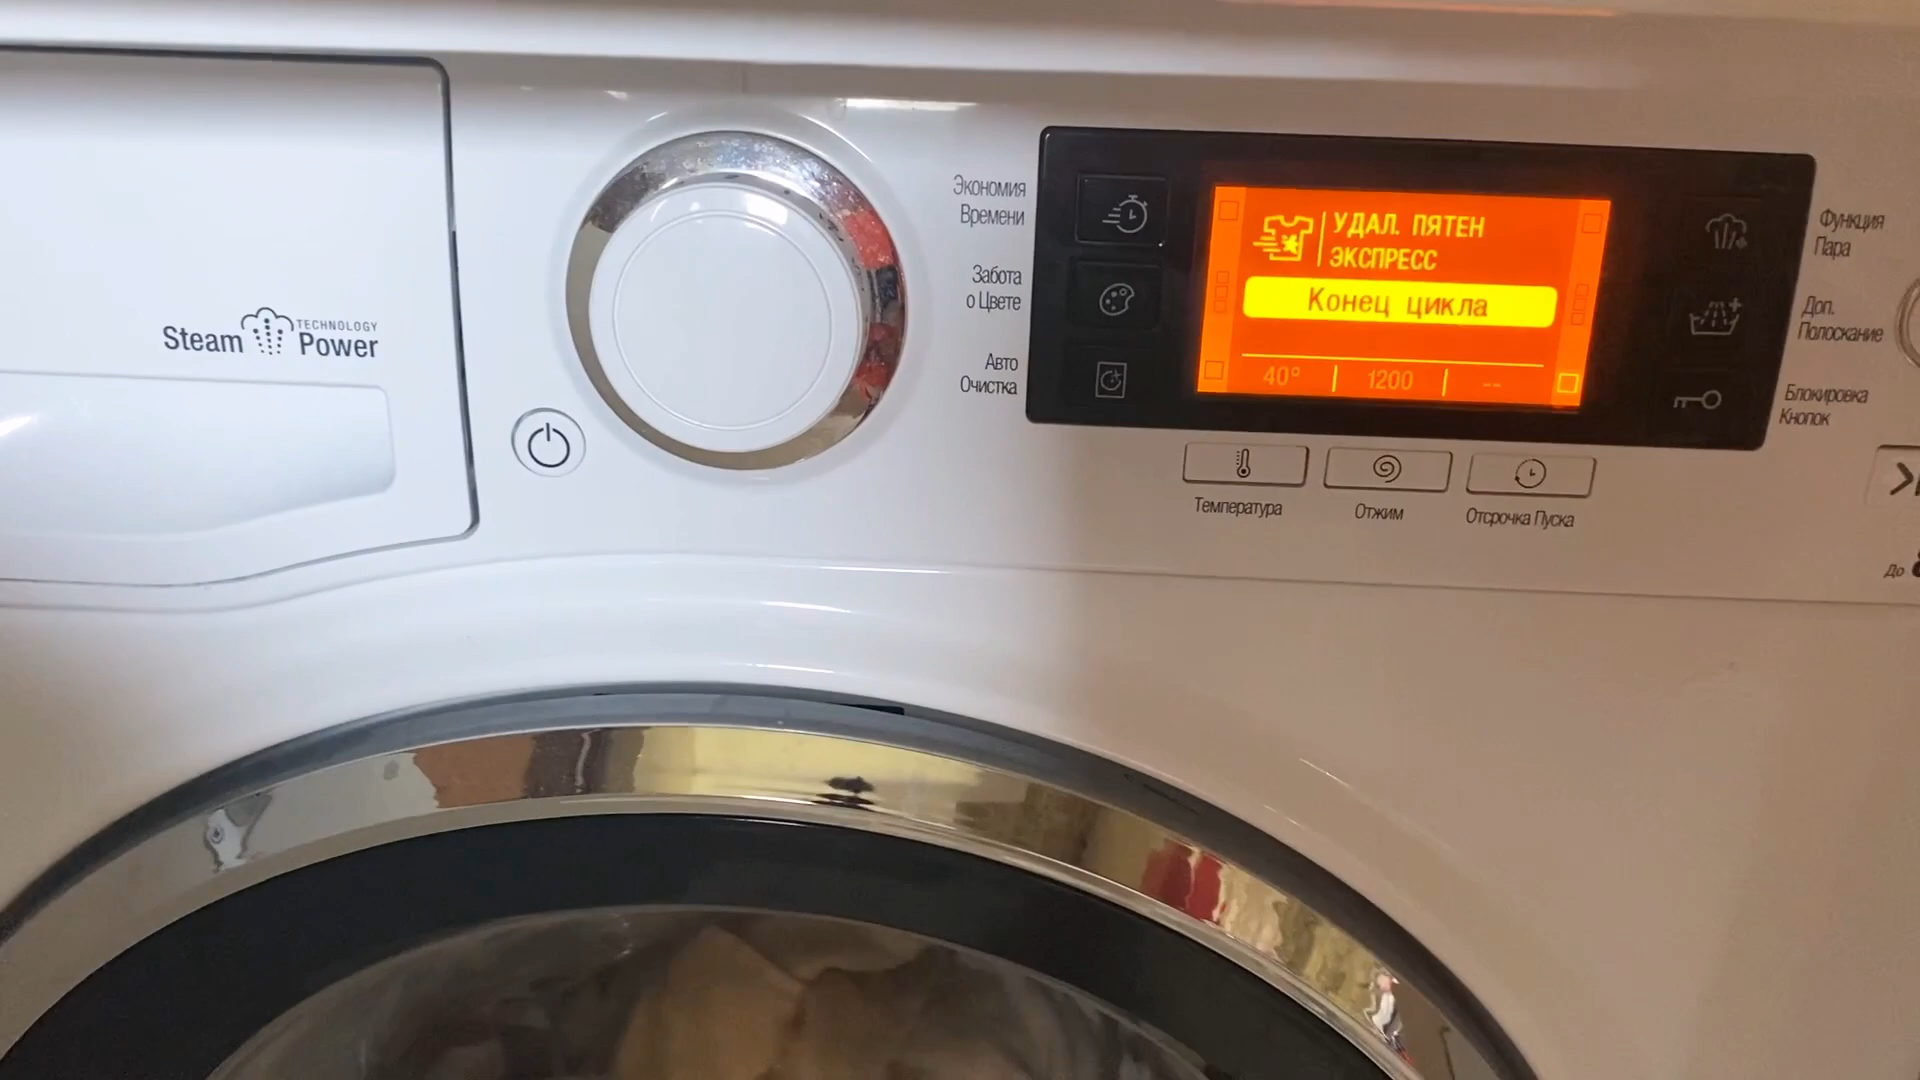 Steam TECHNOLOGY
Power
Экономия
Времени
Забота
о Цвете
Авто
Очистка
УДАЛ. ПЯТЕН
ЭКСПРЕСС
Конец цикла
40° 1200 --
Функция
Пара
Доп.
Полоскание
Блокировка
Кнопок
Температура
Отжим
Отсрочка Пуска
До